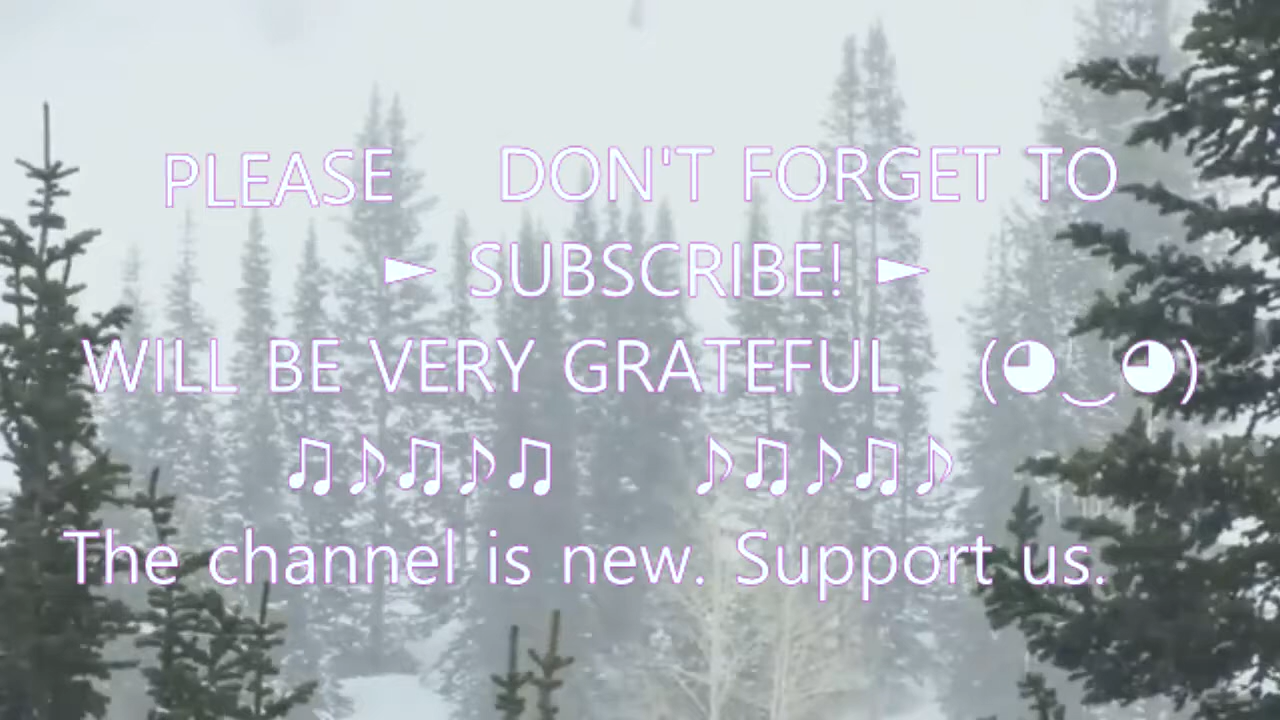 PLEASE DON'T FORGET TO
► SUBSCRIBE! ►
WILL BE VERY GRATEFUL (◕‿◕)
♫♪♫♪♫ ♪♫♪♫♪
The channel is new. Support us.